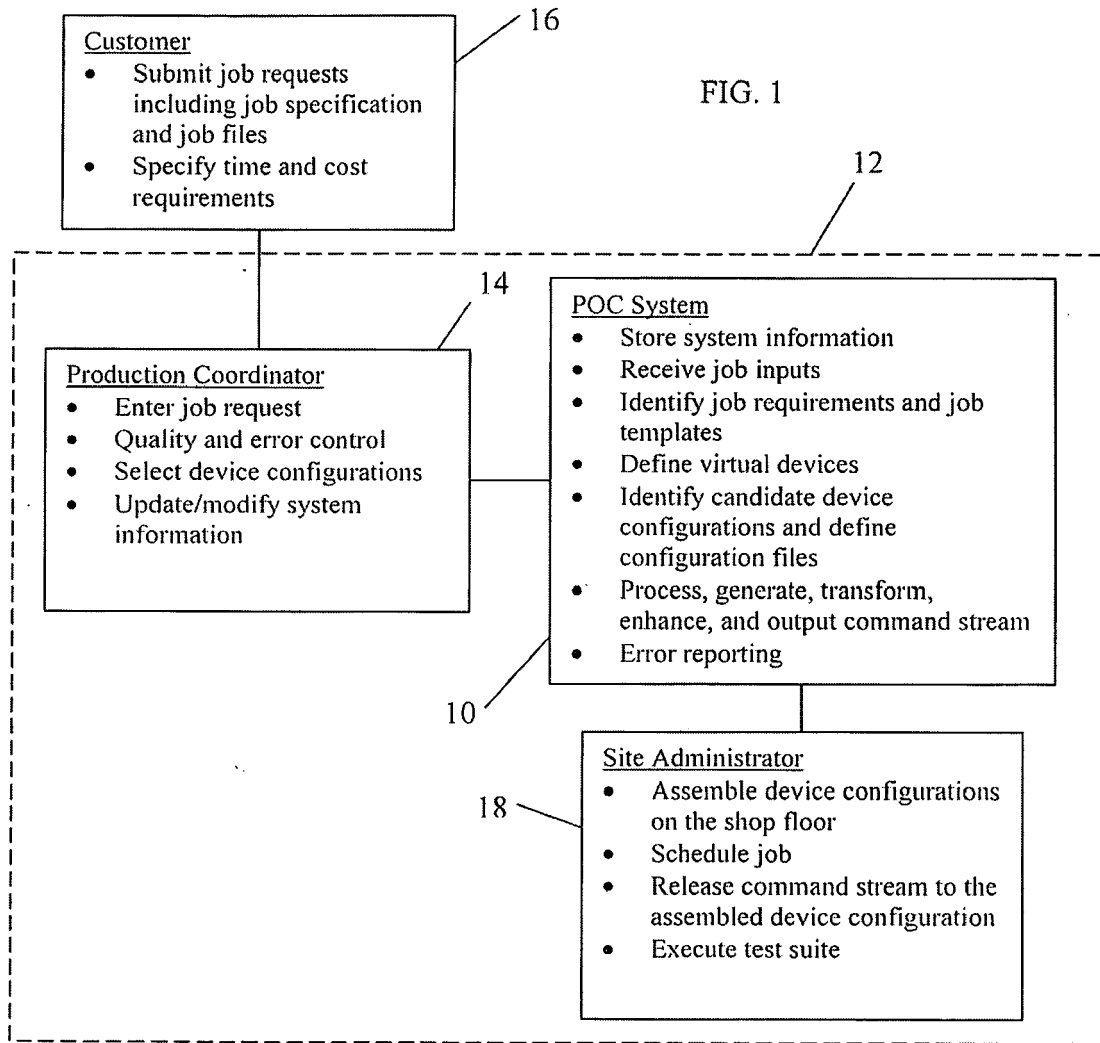 16
Customer
• Submit job requests
including job specification
and job files
• Specify time and cost
requirements
FIG. 1
12
14
Production Coordinator
• Enter job request
• Quality and error control
• Select device configurations
• Update/modify system
information
POC System
• Store system information
• Receive job inputs
• Identify job requirements and job
templates
• Define virtual devices
• Identify candidate device
configurations and define
configuration files
• Process, generate, transform,
enhance, and output command stream
• Error reporting
10
18
Site Administrator
• Assemble device configurations
on the shop floor
• Schedule job
• Release command stream to the
assembled device configuration
• Execute test suite